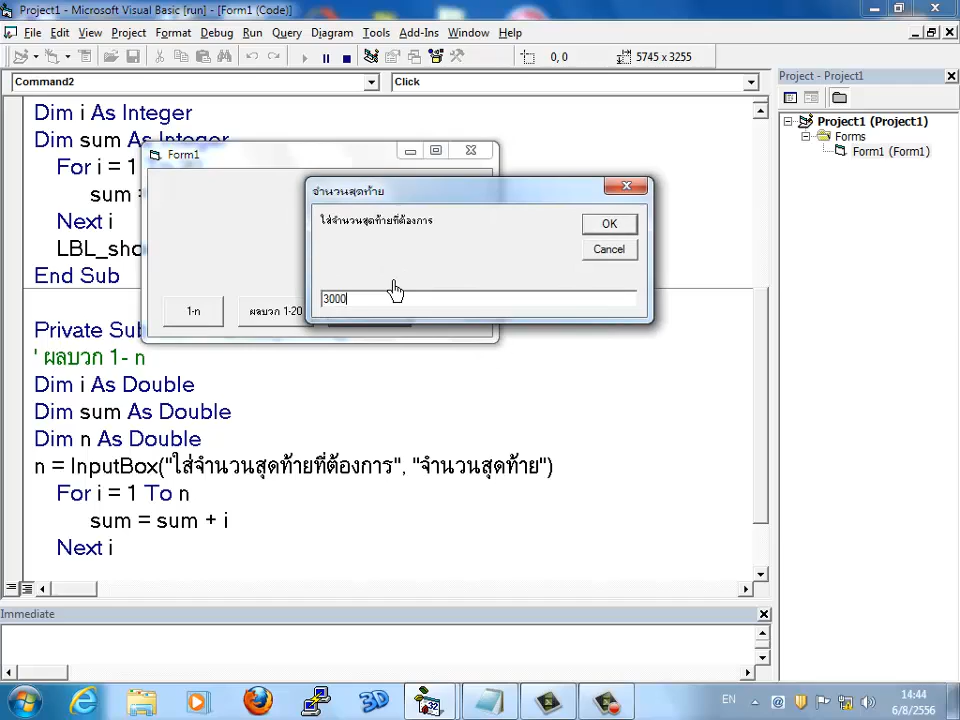 Project1 - Microsoft Visual Basic [run] - [Form1 (Code)]
File Edit View Project Format Debug Run Query Diagram Tools Add-Ins Window Help
0, 0 5745 x 3255
Command2 Click
Project - Project1
Project1 (Project1)
Forms
Form1 (Form1)
Dim i As Integer
Dim sum As Integer
For i = 1
sum =
Next i
LBL_sho
End Sub
Form1
1-n
ผลบวก 1-20
จำนวนสุดท้าย
ใส่จำนวนสุดท้ายที่ต้องการ
OK
Cancel
3000
Private Sub
' ผลบวก 1- n
Dim i As Double
Dim sum As Double
Dim n As Double
n = InputBox("ใส่จำนวนสุดท้ายที่ต้องการ", "จำนวนสุดท้าย")
For i = 1 To n
sum = sum + i
Next i
Immediate
EN
14:44
6/8/2556